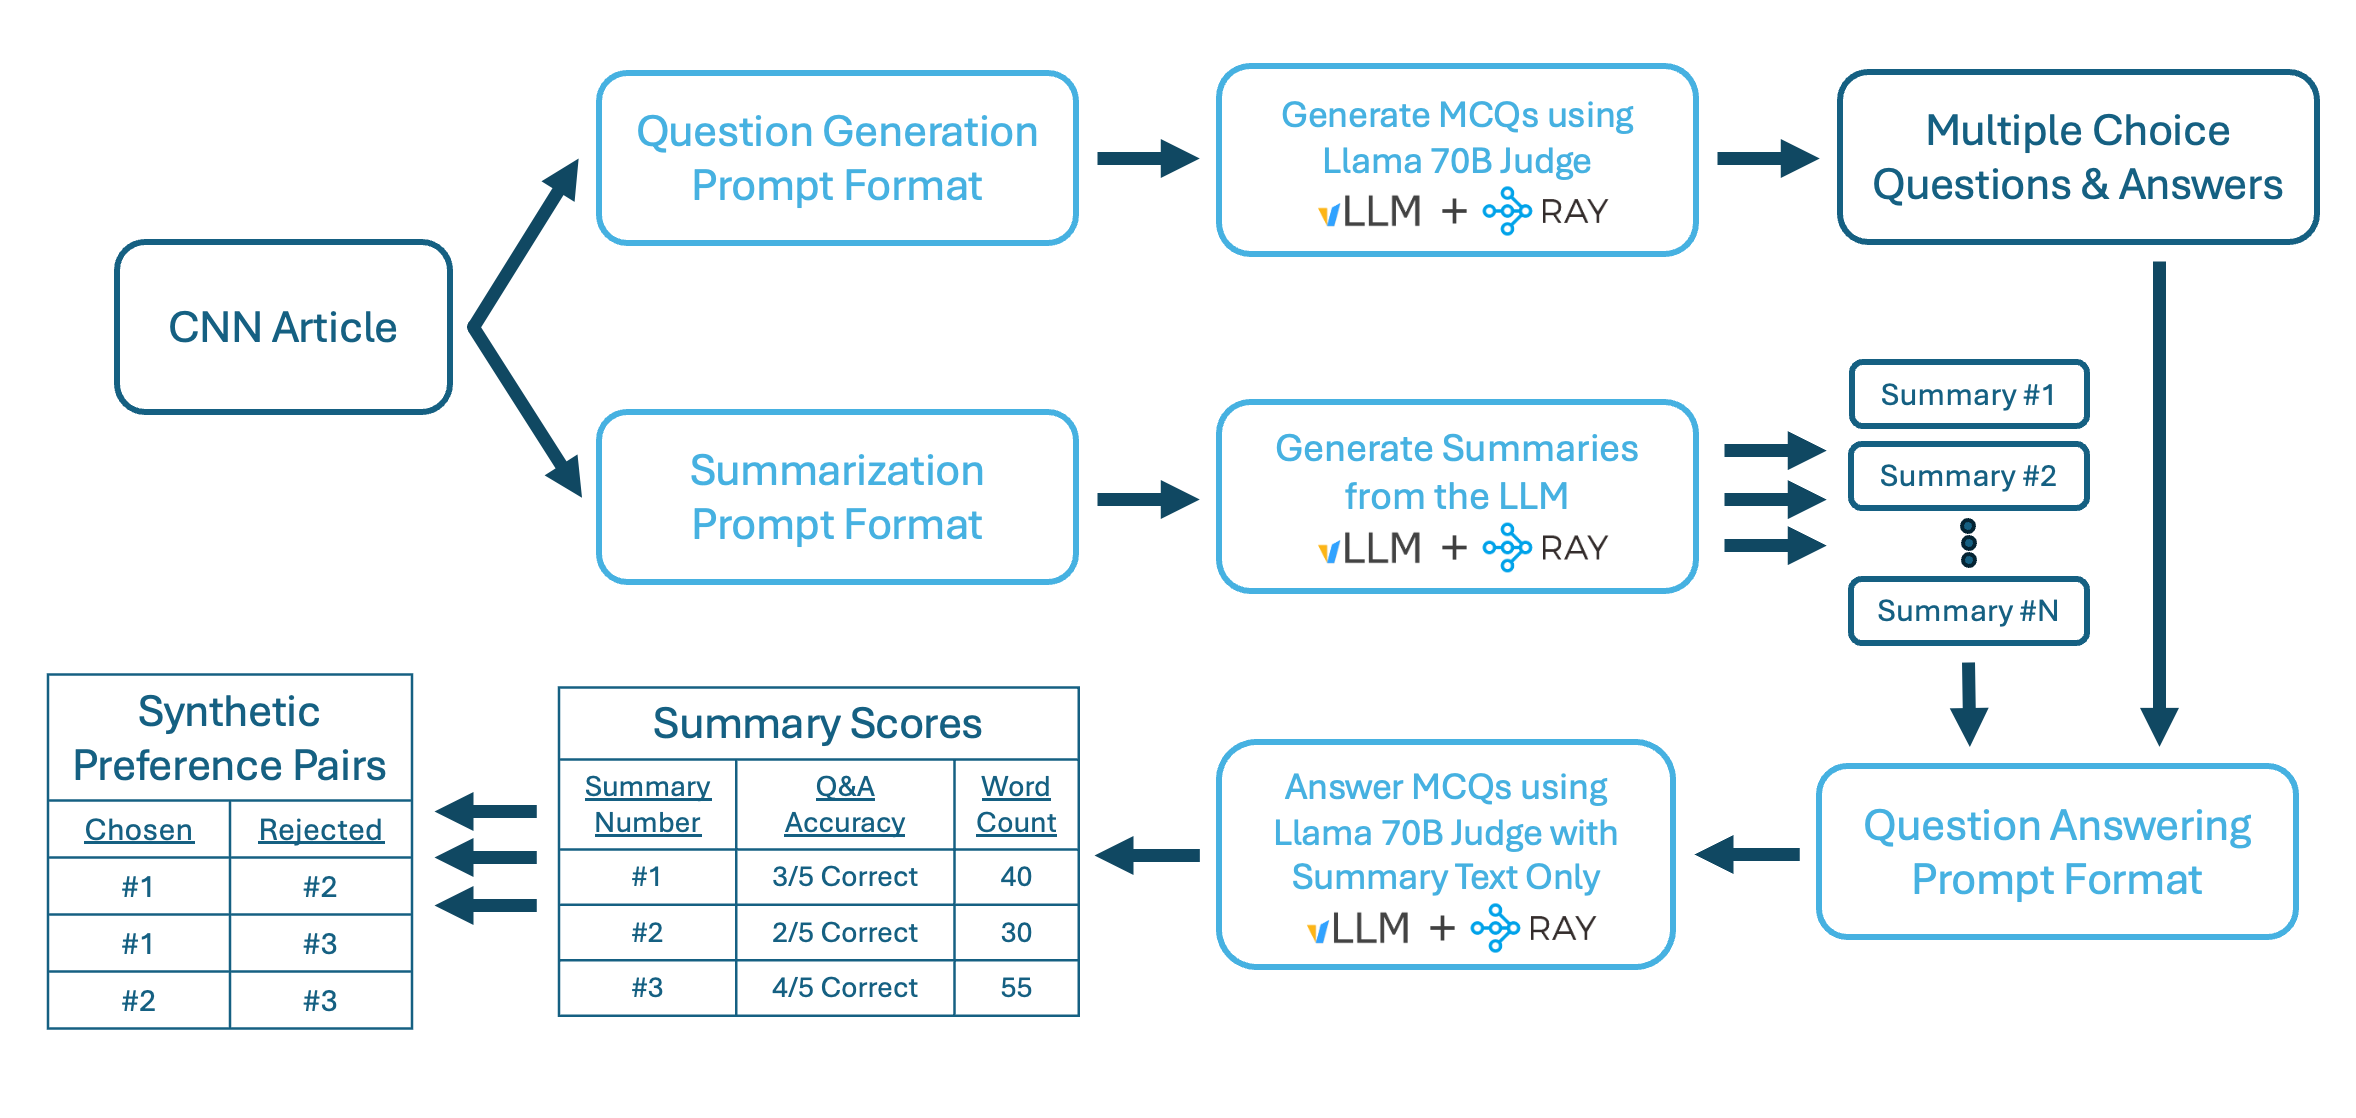 CNN Article
Question Generation
Prompt Format
Generate MCQs using
Llama 70B Judge
vLLM + RAY
Multiple Choice
Questions & Answers
Summarization
Prompt Format
Generate Summaries
from the LLM
vLLM + RAY
Summary #1
Summary #2
Summary #N
Question Answering
Prompt Format
Answer MCQs using
Llama 70B Judge with
Summary Text Only
vLLM + RAY
Summary Scores
Summary Number Q&A Accuracy Word Count
#1 3/5 Correct 40
#2 2/5 Correct 30
#3 4/5 Correct 55
Synthetic
Preference Pairs
Chosen Rejected
#1 #2
#1 #3
#2 #3